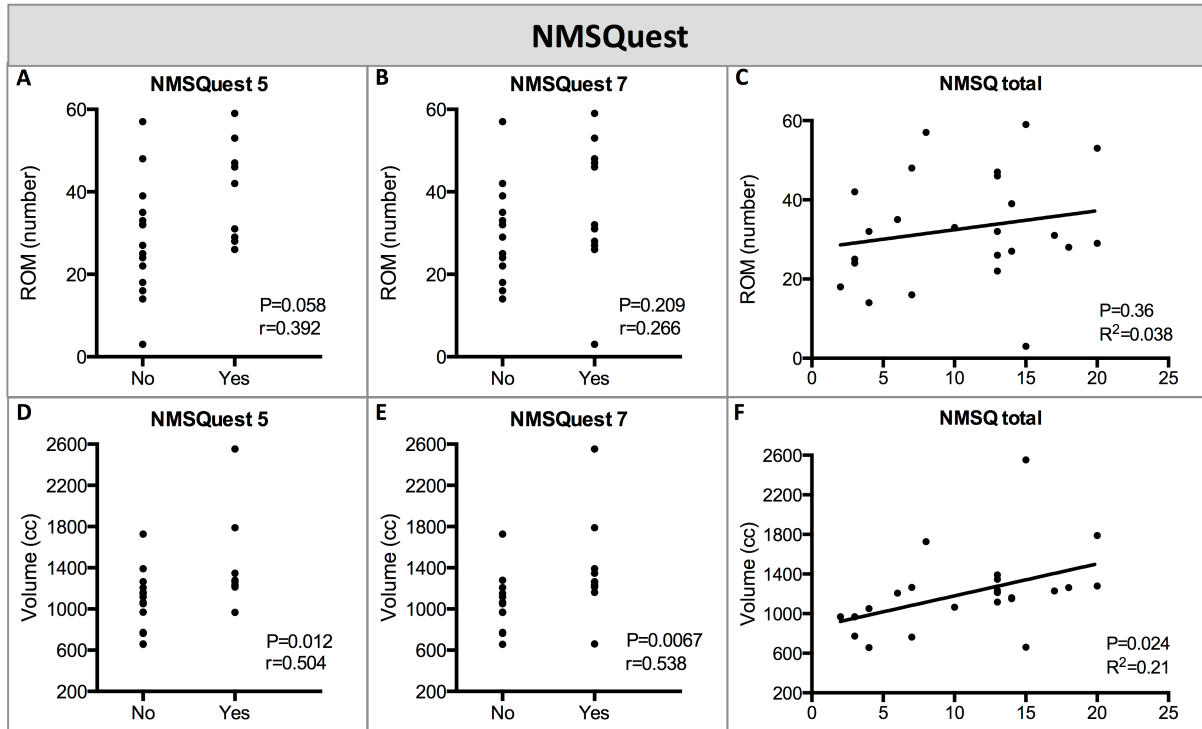 NMSQuest
A
NMSQuest 5
ROM (number)
60
40
20
0
No Yes
P=0.058
r=0.392
B
NMSQuest 7
ROM (number)
60
40
20
0
No Yes
P=0.209
r=0.266
C
NMSQ total
ROM (number)
60
40
20
0
0 5 10 15 20 25
P=0.36
R²=0.038
D
NMSQuest 5
Volume (cc)
2600
2200
1800
1400
1000
600
200
No Yes
P=0.012
r=0.504
E
NMSQuest 7
Volume (cc)
2600
2200
1800
1400
1000
600
200
No Yes
P=0.0067
r=0.538
F
NMSQ total
Volume (cc)
2600
2200
1800
1400
1000
600
200
0 5 10 15 20 25
P=0.024
R²=0.21